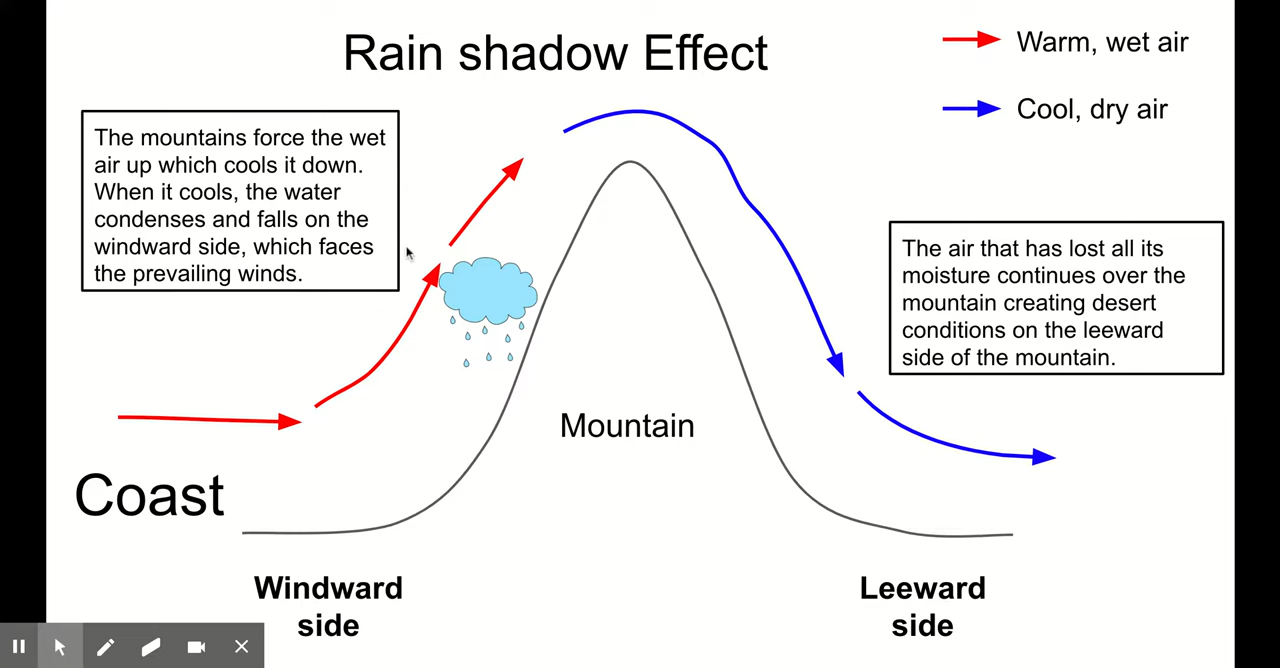 Rain shadow Effect
Warm, wet air
Cool, dry air
The mountains force the wet
air up which cools it down.
When it cools, the water
condenses and falls on the
windward side, which faces
the prevailing winds.
The air that has lost all its
moisture continues over the
mountain creating desert
conditions on the leeward
side of the mountain.
Mountain
Coast
Windward
side
Leeward
side